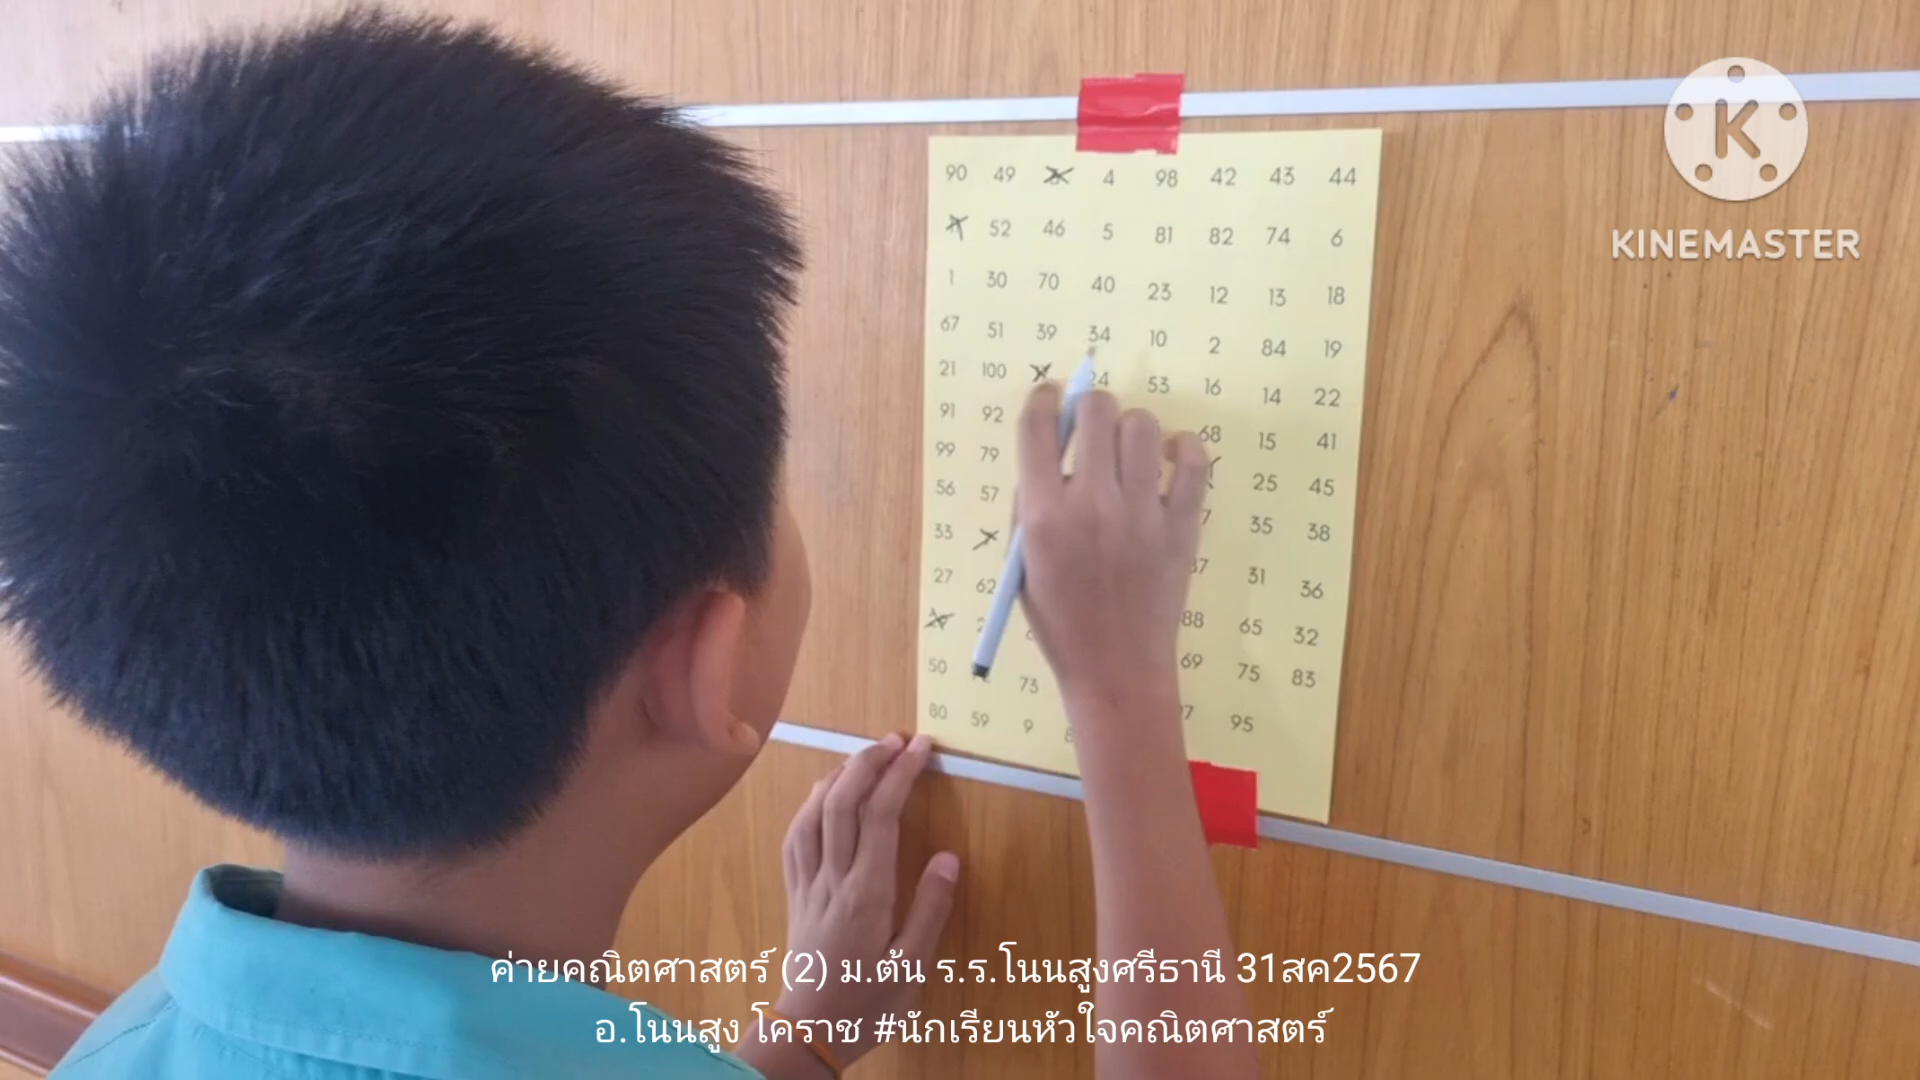 KINEMASTER
90 49 4 98 42 43 44
52 46 5 81 82 74 6
1 30 70 40 23 12 13 18
67 51 39 34 10 2 84 19
21 100 24 53 16 14 22
91 92 68 15 41
99 79 25 45
56 57 35 38
33 31 36
27 62 88 65 32
50 73 69 75 83
80 59 9 95
ค่ายคณิตศาสตร์ (2) ม.ต้น ร.ร.โนนสูงศรีธานี 31สค2567
อ.โนนสูง โคราช #นักเรียนหัวใจคณิตศาสตร์